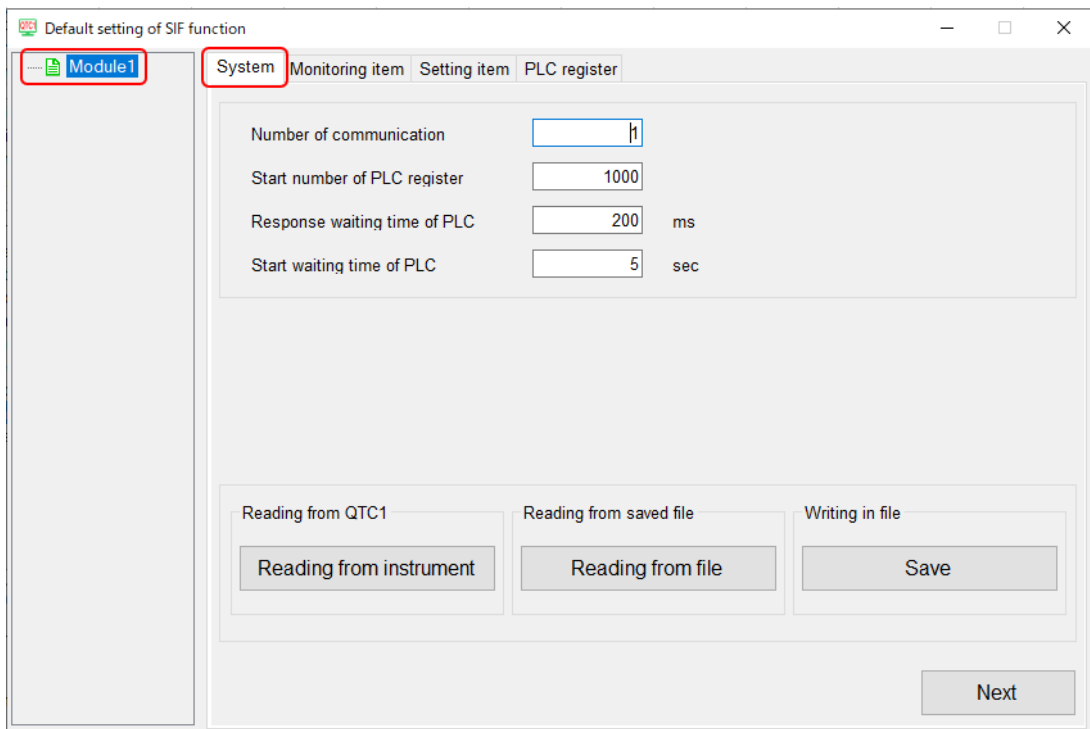 QTC1 Default setting of SIF function
Module1
System Monitoring item Setting item PLC register
Number of communication 1
Start number of PLC register 1000
Response waiting time of PLC 200 ms
Start waiting time of PLC 5 sec
Reading from QTC1 Reading from saved file Writing in file
Reading from instrument Reading from file Save
Next